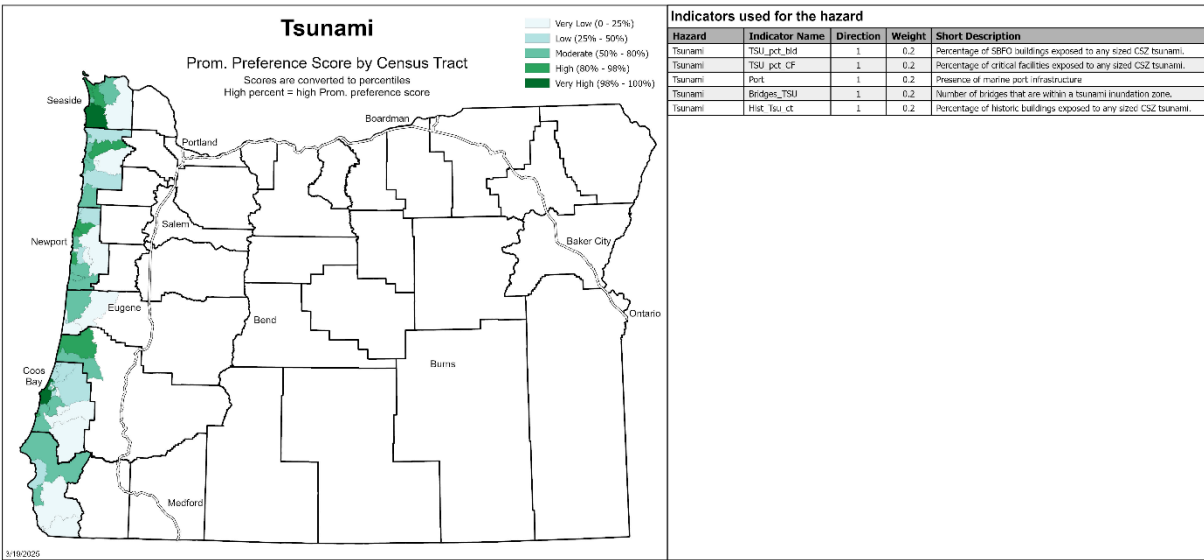 Tsunami
Prom. Preference Score by Census Tract
Scores are converted to percentiles
High percent = high Prom. preference score
Very Low (0 - 25%)
Low (25% - 50%)
Moderate (50% - 80%)
High (80% - 98%)
Very High (98% - 100%)
Seaside
Portland
Boardman
Salem
Newport
Baker City
Eugene
Bend
Ontario
Burns
Coos
Bay
Medford
3/19/2025
Indicators used for the hazard
Hazard Indicator Name Direction Weight Short Description
Tsunami TSU_pct_bld 1 0.2 Percentage of SBFO buildings exposed to any sized CSZ tsunami.
Tsunami TSU_pct_CF 1 0.2 Percentage of critical facilities exposed to any sized CSZ tsunami.
Tsunami Port 1 0.2 Presence of marine port infrastructure
Tsunami Bridges_TSU 1 0.2 Number of bridges that are within a tsunami inundation zone.
Tsunami Hist_Tsu_ct 1 0.2 Percentage of historic buildings exposed to any sized CSZ tsunami.